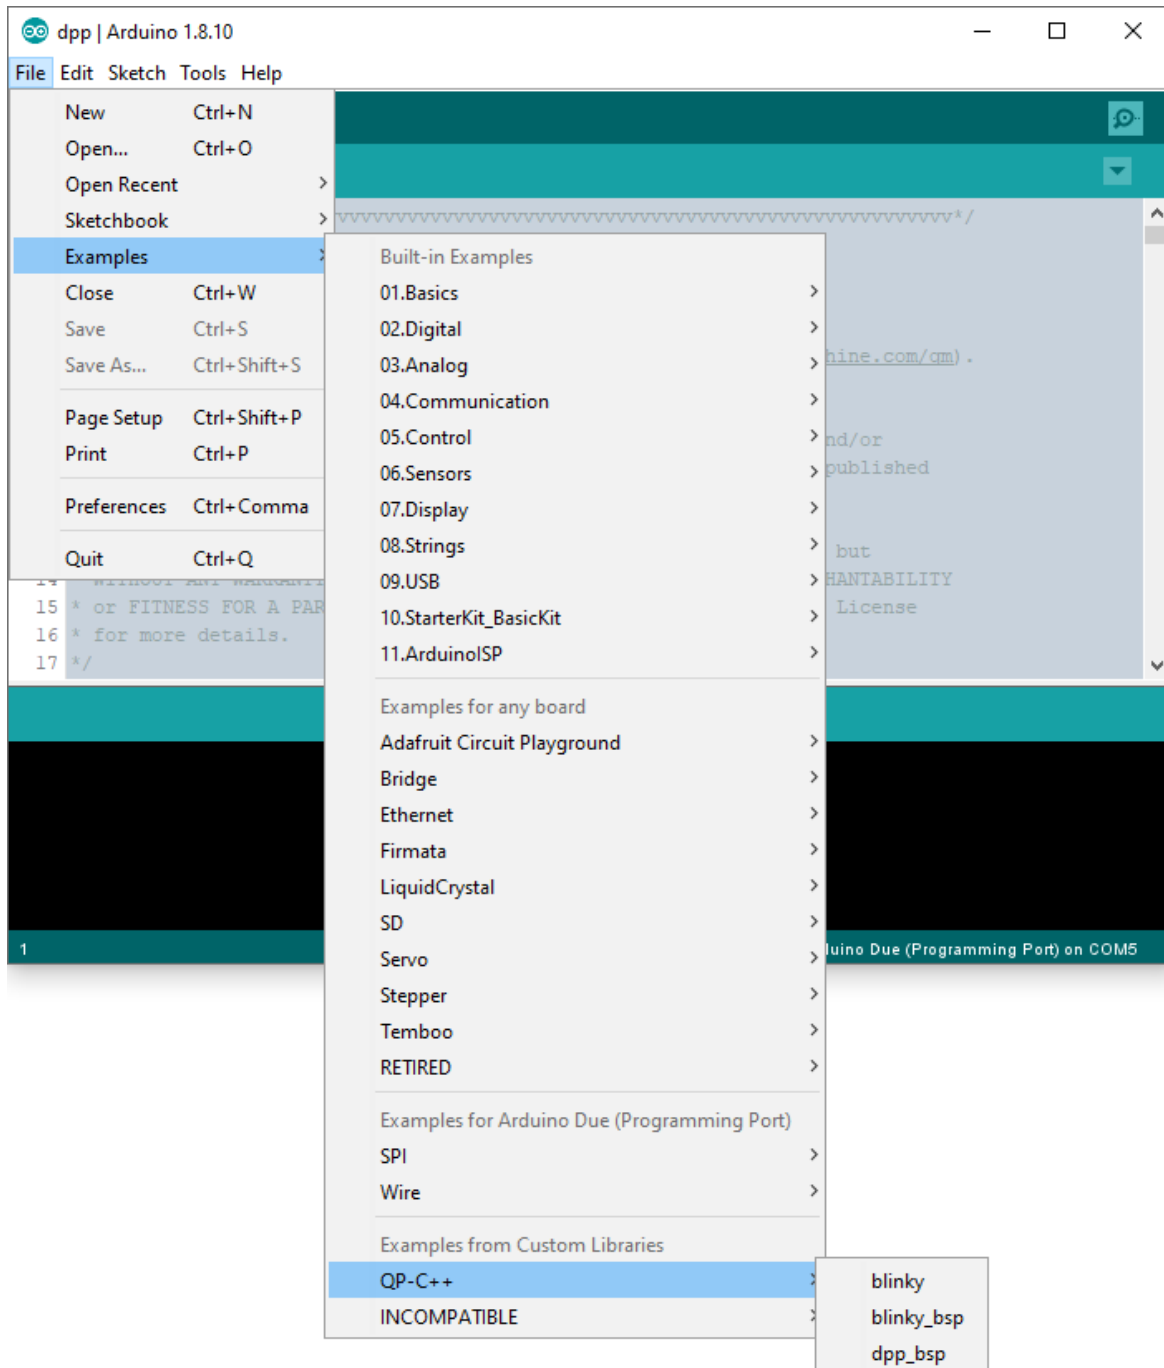 dpp | Arduino 1.8.10
File Edit Sketch Tools Help
New Ctrl+N
Open... Ctrl+O
Open Recent
Sketchbook
Examples
Close Ctrl+W
Save Ctrl+S
Save As... Ctrl+Shift+S
Page Setup Ctrl+Shift+P
Print Ctrl+P
Preferences Ctrl+Comma
Quit Ctrl+Q
Built-in Examples
01.Basics
02.Digital
03.Analog
04.Communication
05.Control
06.Sensors
07.Display
08.Strings
09.USB
10.StarterKit_BasicKit
11.ArduinoISP
Examples for any board
Adafruit Circuit Playground
Bridge
Ethernet
Firmata
LiquidCrystal
SD
Servo
Stepper
Temboo
RETIRED
Examples for Arduino Due (Programming Port)
SPI
Wire
Examples from Custom Libraries
QP-C++
INCOMPATIBLE
blinky
blinky_bsp
dpp_bsp
vvvvvvvvvvvvvvvvvvvvvvvvvvvvvvvvvvvvvvvvvvvvvvvvvvvv*/
hine.com/qm).
nd/or
published
but
14 * WITHOUT ANY WARRANT HANTABILITY
15 * or FITNESS FOR A PAR License
16 * for more details.
17 */
1 uino Due (Programming Port) on COM5